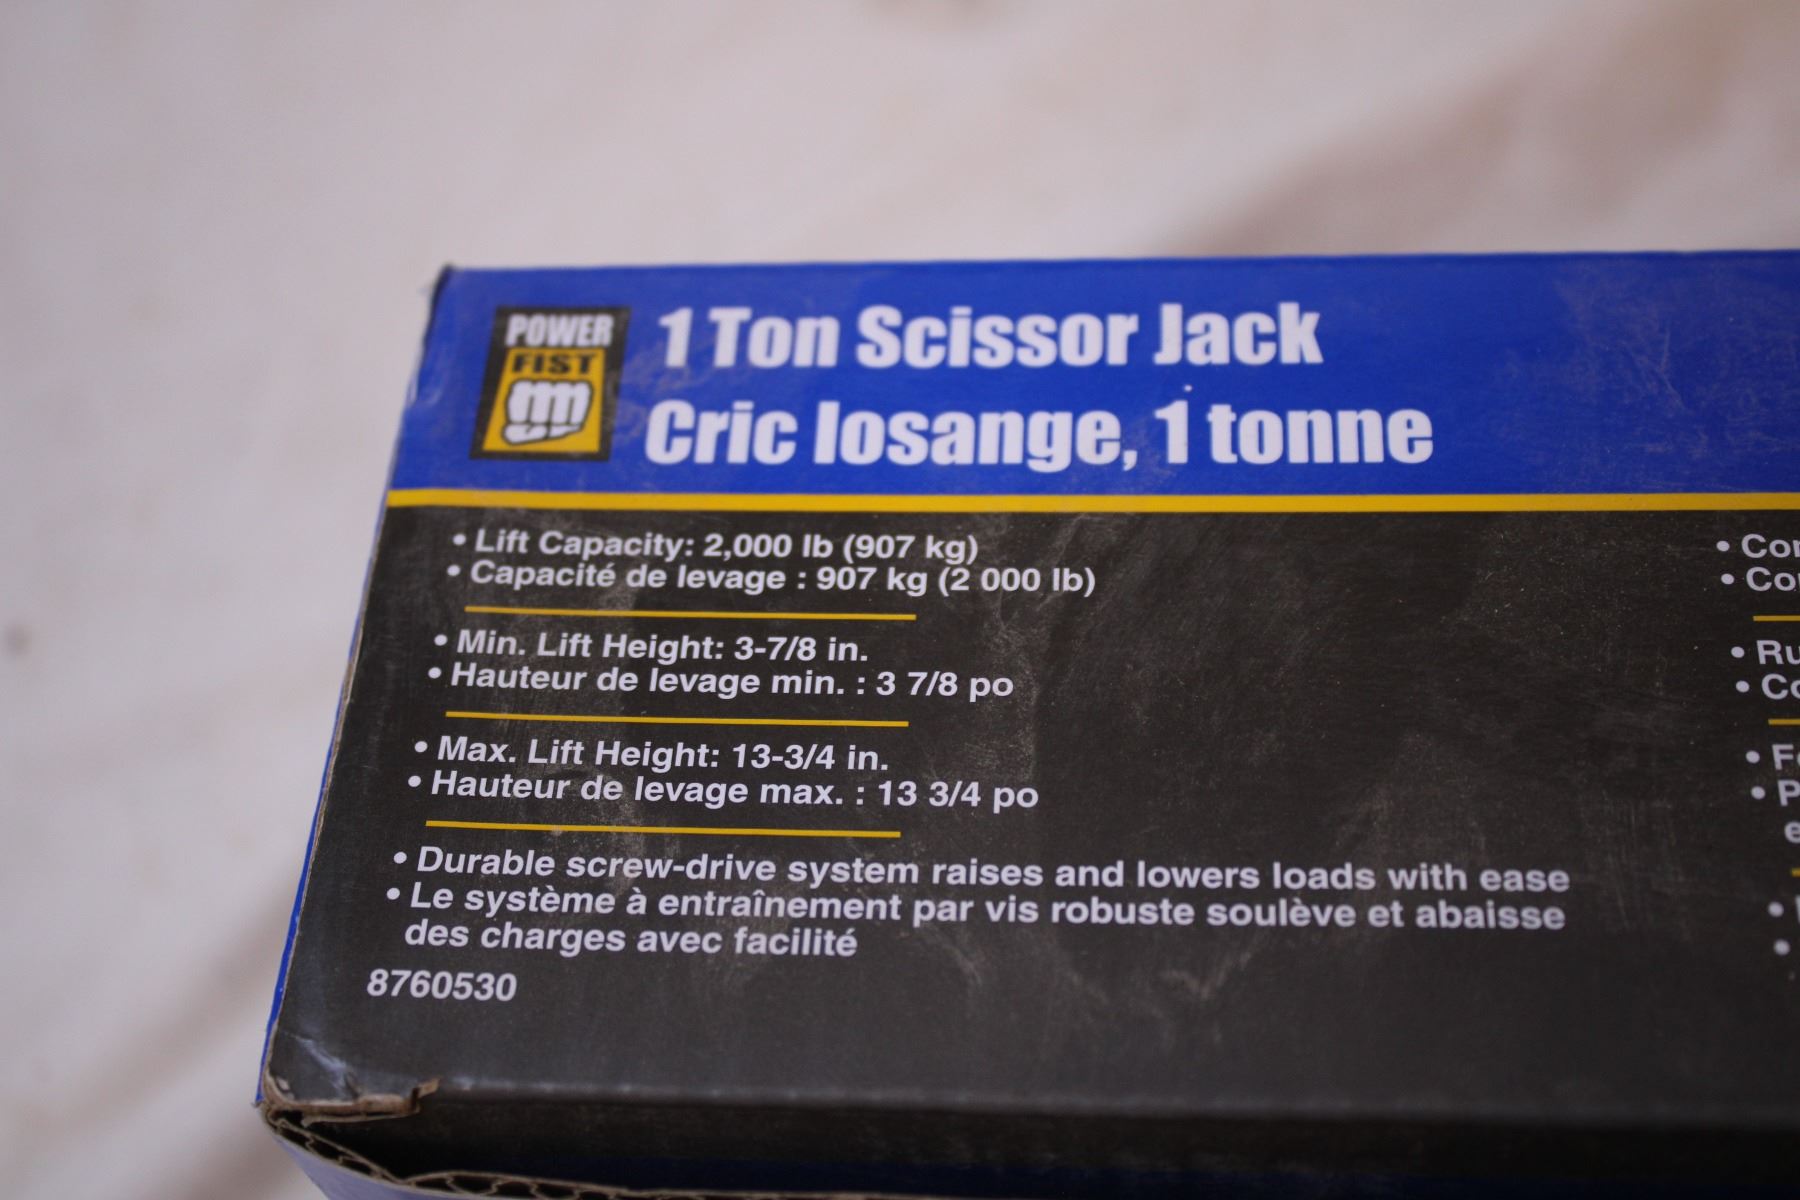 POWER
FIST
1 Ton Scissor Jack
Cric losange, 1 tonne
• Lift Capacity: 2,000 lb (907 kg)
• Capacité de levage : 907 kg (2 000 lb)
• Min. Lift Height: 3-7/8 in.
• Hauteur de levage min. : 3 7/8 po
• Max. Lift Height: 13-3/4 in.
• Hauteur de levage max. : 13 3/4 po
• Durable screw-drive system raises and lowers loads with ease
• Le système à entraînement par vis robuste soulève et abaisse
des charges avec facilité
8760530